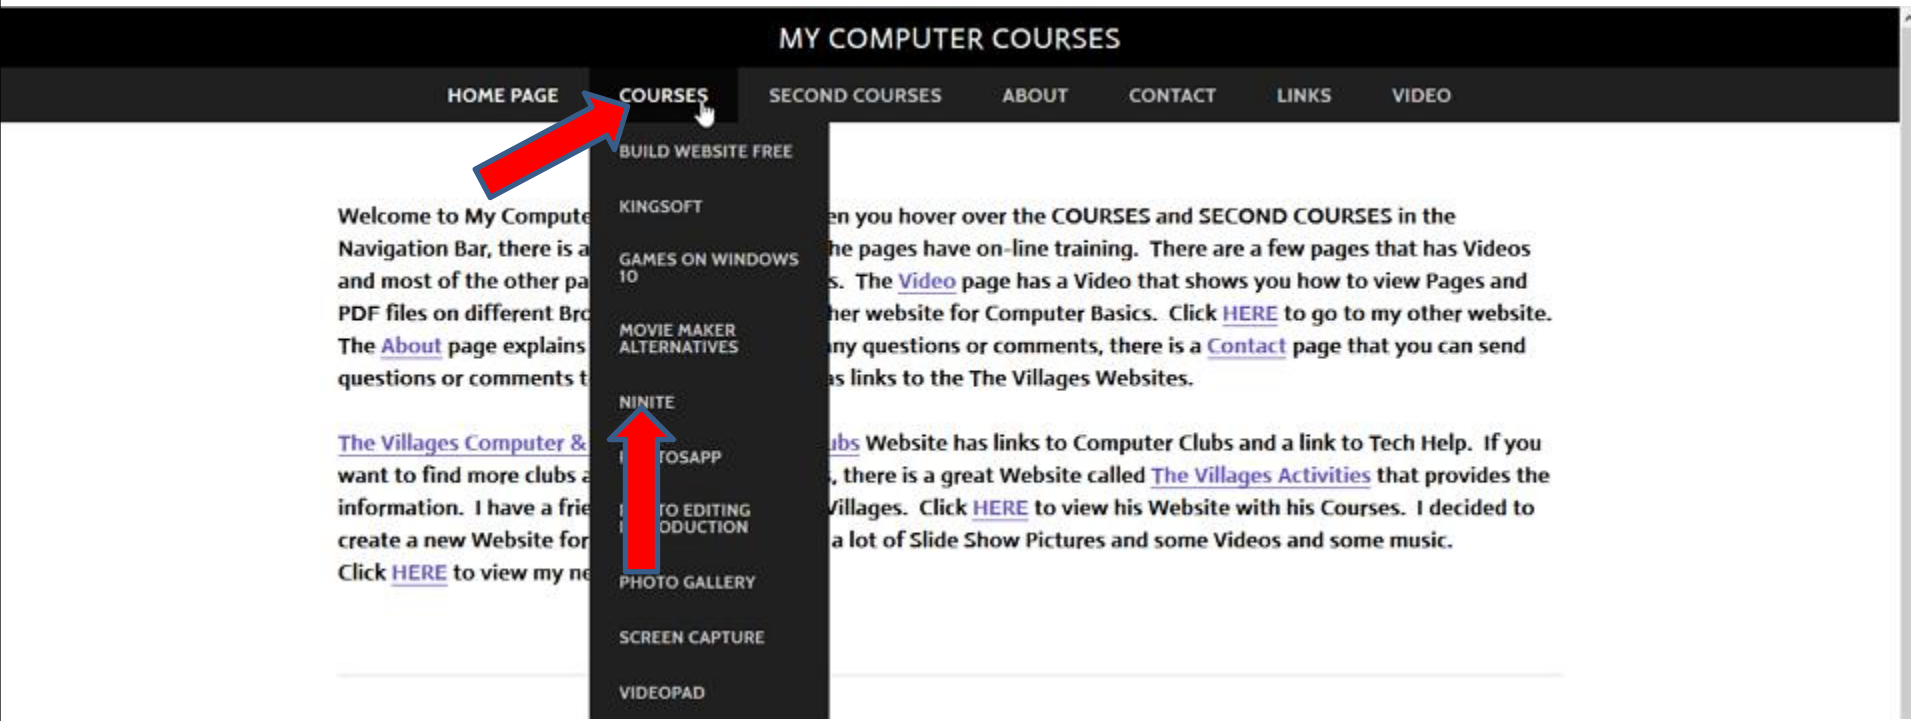 MY COMPUTER COURSES
HOME PAGE COURSES SECOND COURSES ABOUT CONTACT LINKS VIDEO
BUILD WEBSITE FREE
KINGSOFT
GAMES ON WINDOWS
10
MOVIE MAKER
ALTERNATIVES
NINITE
EDITING
PHOTO GALLERY
SCREEN CAPTURE
VIDEOPAD
Welcome to My Compute en you hover over the COURSES and SECOND COURSES in the
Navigation Bar, there is a he pages have on-line training. There are a few pages that has Videos
and most of the other pa s. The Video page has a Video that shows you how to view Pages and
PDF files on different Bro her website for Computer Basics. Click HERE to go to my other website.
The About page explains ny questions or comments, there is a Contact page that you can send
questions or comments t as links to the The Villages Websites.
The Villages Computer & ubs Website has links to Computer Clubs and a link to Tech Help. If you
want to find more clubs a , there is a great Website called The Villages Activities that provides the
information. I have a frie Villages. Click HERE to view his Website with his Courses. I decided to
create a new Website for a lot of Slide Show Pictures and some Videos and some music.
Click HERE to view my ne